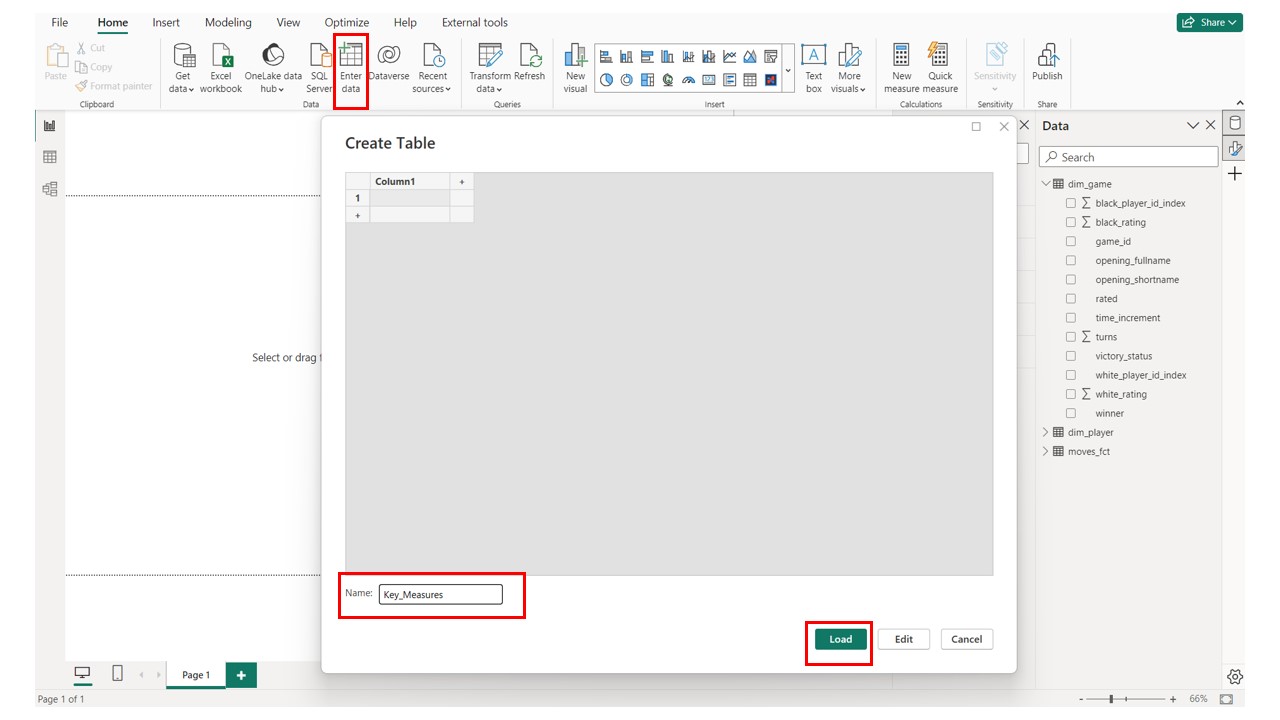 File Home Insert Modeling View Optimize Help External tools Share
Paste Cut Copy Format painter
Get data Excel workbook OneLake data hub SQL Server Enter data Dataverse Recent sources Transform data Refresh New visual Text box More visuals New measure Quick measure Sensitivity Publish
Clipboard Data Queries Insert Calculations Sensitivity Share
Create Table
Column1 +
1
+
Select or drag f
Name: Key_Measures
Load Edit Cancel
Data
Search
dim_game
black_player_id_index
black_rating
game_id
opening_fullname
opening_shortname
rated
time_increment
turns
victory_status
white_player_id_index
white_rating
winner
dim_player
moves_fct
Page 1 +
Page 1 of 1
- + 66%